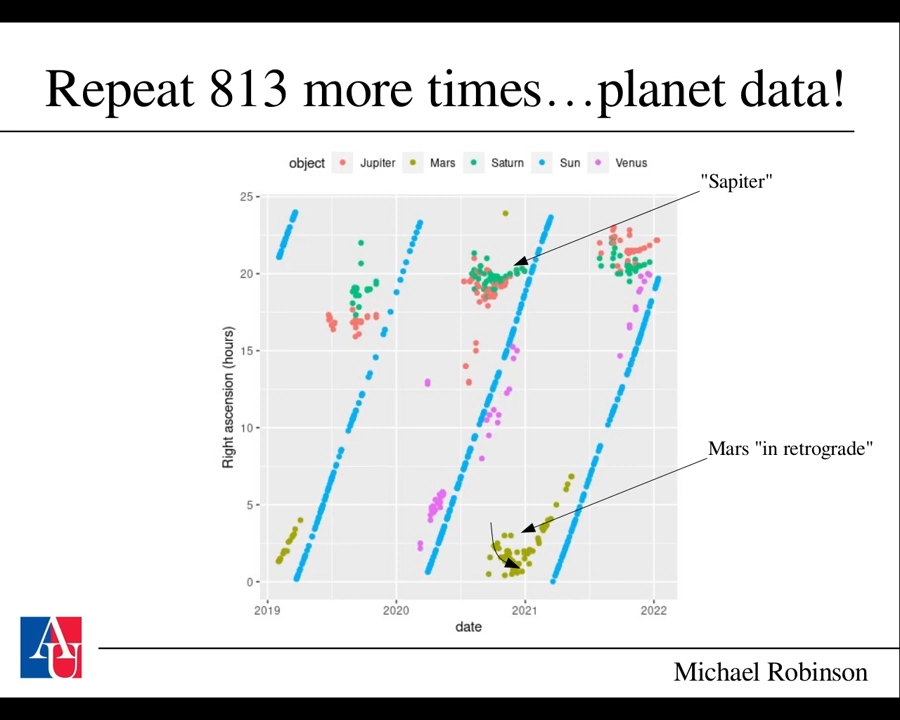 Repeat 813 more times…planet data!
object Jupiter Mars Saturn Sun Venus
"Sapiter"
25
20
15
10
5
0
Right ascension (hours)
Mars "in retrograde"
2019 2020 2021 2022
date
AU
Michael Robinson